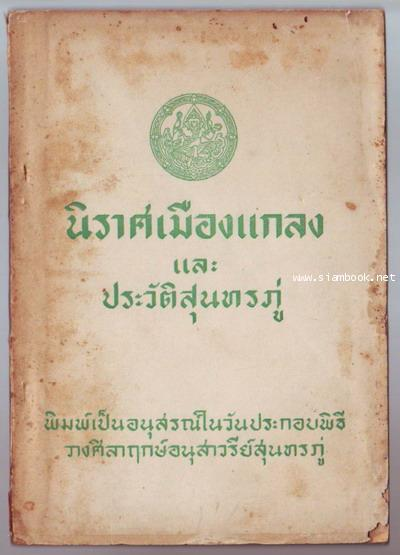 นิราศเมืองแกลง
และ
www.siambook.net
ประวัติสุนทรภู่
พิมพ์เป็นอนุสรณ์ในวันประกอบพิธี
วางศิลาฤกษ์อนุสาวรีย์สุนทรภู่